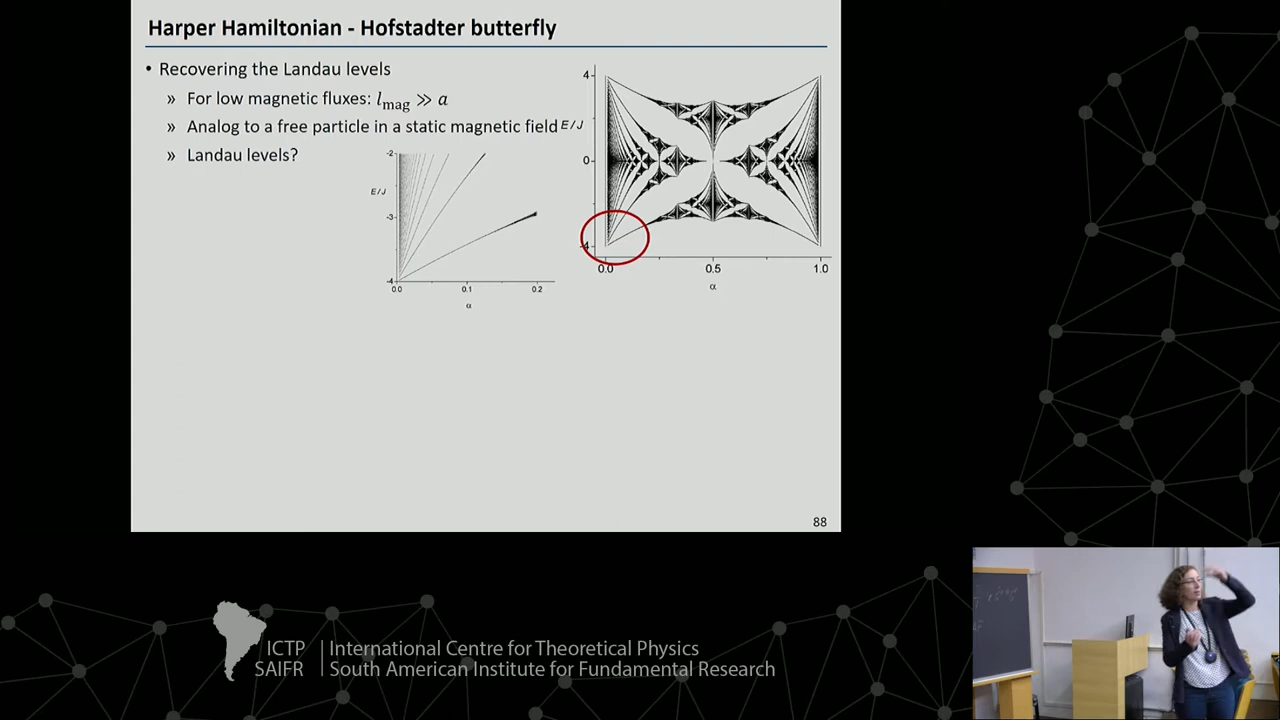 Harper Hamiltonian - Hofstadter butterfly
• Recovering the Landau levels
» For low magnetic fluxes: lmag ≫ a
» Analog to a free particle in a static magnetic field
» Landau levels?
-2
E/J
-3
-4
0.0 0.1 0.2
α
4
E/J
0
0.0 0.5 1.0
α
88
ICTP International Centre for Theoretical Physics
SAIFR South American Institute for Fundamental Research